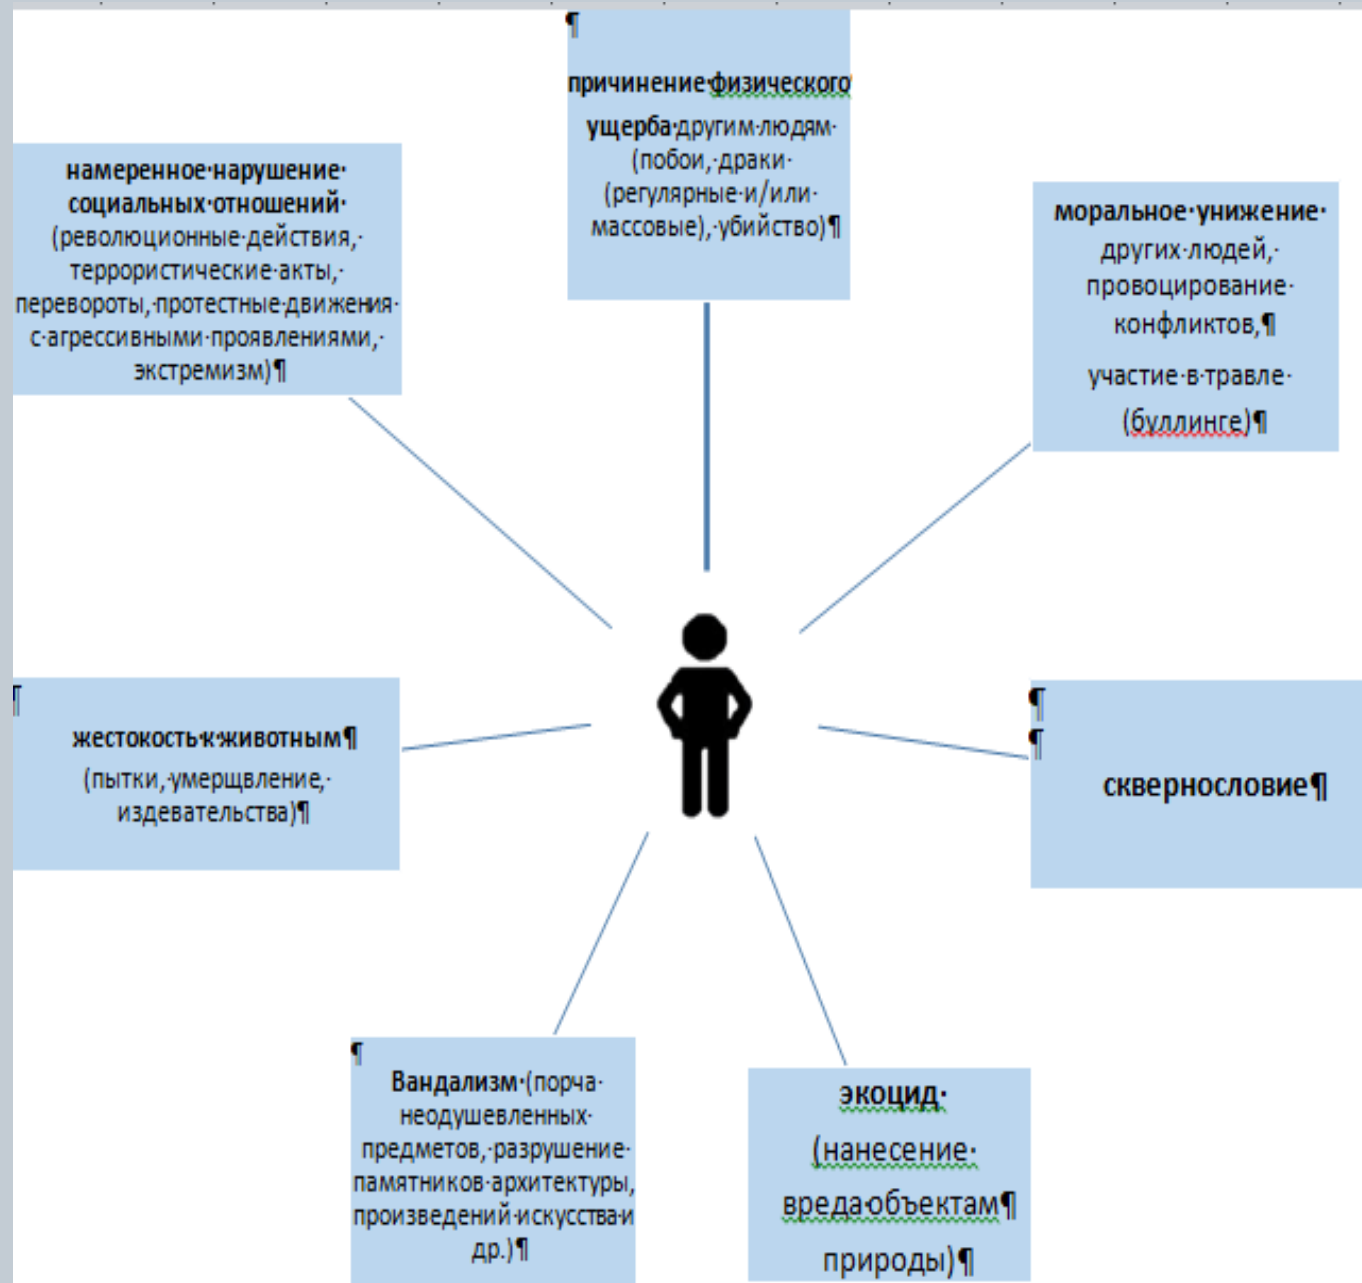 причинение физического
ущерба другим людям
(побои, драки
(регулярные и/или
массовые), убийство)
намеренное нарушение
социальных отношений
(революционные действия,
террористические акты,
перевороты, протестные движения
с агрессивными проявлениями,
экстремизм)
моральное унижение
других людей,
провоцирование
конфликтов,
участие в травле
(буллинге)
жестокость к животным
(пытки, умерщвление,
издевательства)
сквернословие
Вандализм (порча
неодушевленных
предметов, разрушение
памятников архитектуры,
произведений искусства и
др.)
экоцид
(нанесение
вреда объектам
природы)